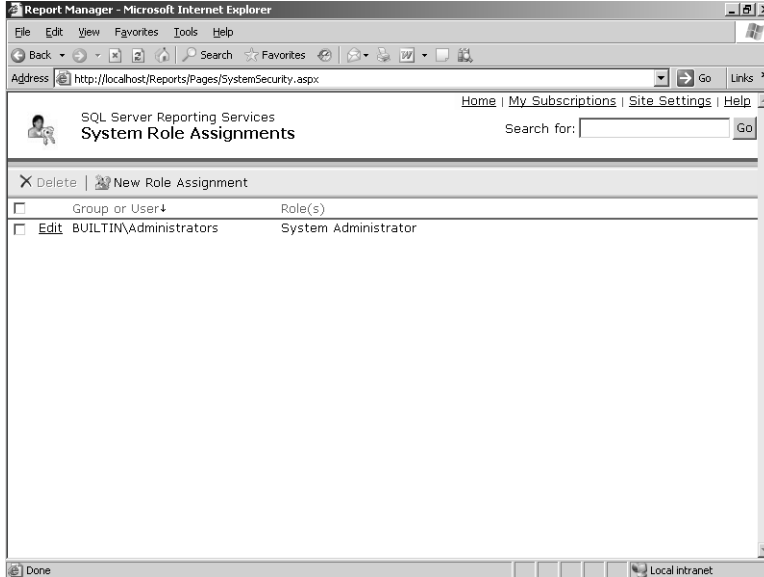 Report Manager - Microsoft Internet Explorer
File Edit View Favorites Tools Help
Back Search Favorites
Address http://localhost/Reports/Pages/SystemSecurity.aspx Go Links
Home | My Subscriptions | Site Settings | Help
SQL Server Reporting Services
System Role Assignments
Search for: Go
Delete | New Role Assignment
Group or User↓ Role(s)
Edit BUILTIN\Administrators System Administrator
Done Local intranet